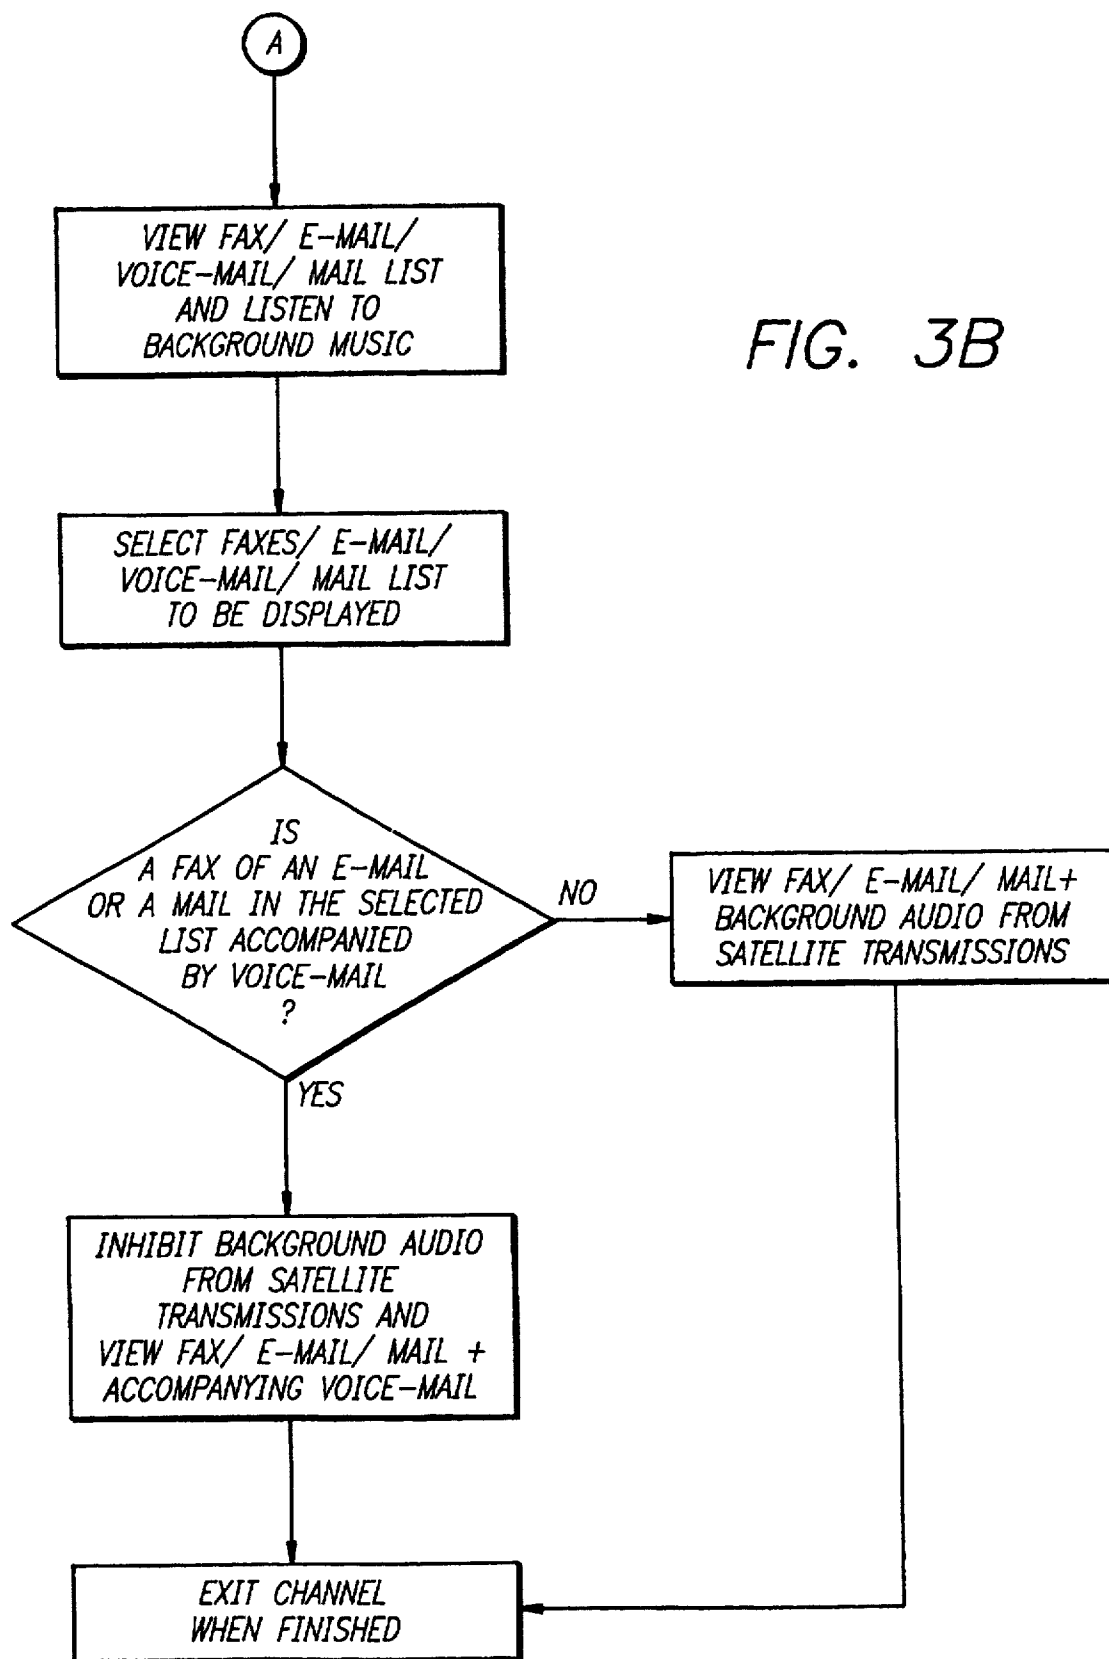 A
VIEW FAX/ E-MAIL/
VOICE-MAIL/ MAIL LIST
AND LISTEN TO
BACKGROUND MUSIC
FIG. 3B
SELECT FAXES/ E-MAIL/
VOICE-MAIL/ MAIL LIST
TO BE DISPLAYED
IS
A FAX OF AN E-MAIL
OR A MAIL IN THE SELECTED
LIST ACCOMPANIED
BY VOICE-MAIL
?
NO
VIEW FAX/ E-MAIL/ MAIL+
BACKGROUND AUDIO FROM
SATELLITE TRANSMISSIONS
YES
INHIBIT BACKGROUND AUDIO
FROM SATELLITE
TRANSMISSIONS AND
VIEW FAX/ E-MAIL/ MAIL +
ACCOMPANYING VOICE-MAIL
EXIT CHANNEL
WHEN FINISHED